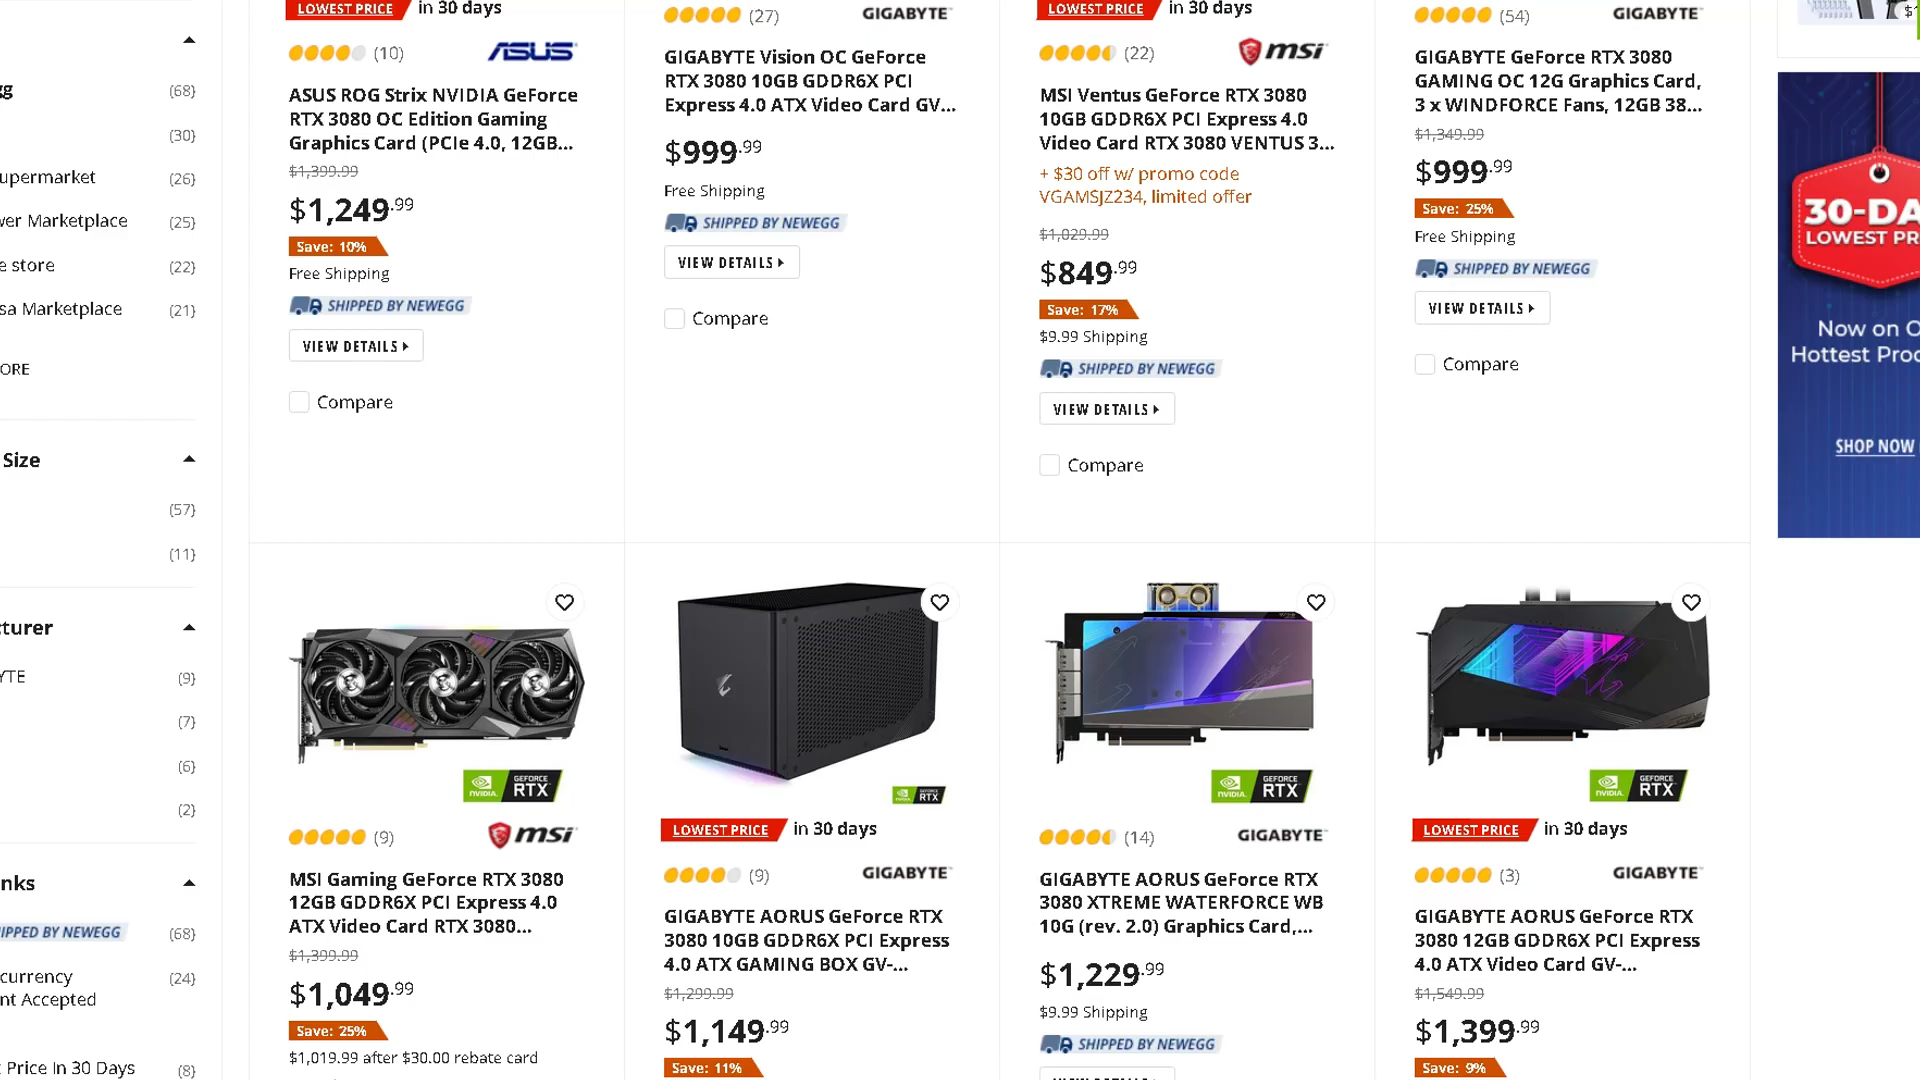 LOWEST PRICE in 30 days
(10) ASUS
ASUS ROG Strix NVIDIA GeForce
RTX 3080 OC Edition Gaming
Graphics Card (PCIe 4.0, 12GB...
$1,399.99
$1,249.99
Save: 10%
Free Shipping
SHIPPED BY NEWEGG
VIEW DETAILS
Compare
(27) GIGABYTE
GIGABYTE Vision OC GeForce
RTX 3080 10GB GDDR6X PCI
Express 4.0 ATX Video Card GV...
$999.99
Free Shipping
SHIPPED BY NEWEGG
VIEW DETAILS
Compare
LOWEST PRICE in 30 days
(22) msi
MSI Ventus GeForce RTX 3080
10GB GDDR6X PCI Express 4.0
Video Card RTX 3080 VENTUS 3...
+ $30 off w/ promo code
VGAMSJZ234, limited offer
$1,029.99
$849.99
Save: 17%
$9.99 Shipping
SHIPPED BY NEWEGG
VIEW DETAILS
Compare
(54) GIGABYTE
GIGABYTE GeForce RTX 3080
GAMING OC 12G Graphics Card,
3 x WINDFORCE Fans, 12GB 38...
$1,349.99
$999.99
Save: 25%
Free Shipping
SHIPPED BY NEWEGG
VIEW DETAILS
Compare
gg (68)
(30)
upermarket (26)
wer Marketplace (25)
e store (22)
sa Marketplace (21)
ORE
Size
(57)
(11)
cturer
YTE (9)
(7)
(6)
(2)
nks
IPPED BY NEWEGG (68)
currency (24)
nt Accepted
t Price In 30 Days (8)
NVIDIA. GEFORCE RTX
(9) msi
MSI Gaming GeForce RTX 3080
12GB GDDR6X PCI Express 4.0
ATX Video Card RTX 3080...
$1,399.99
$1,049.99
Save: 25%
$1,019.99 after $30.00 rebate card
NVIDIA. GEFORCE RTX
LOWEST PRICE in 30 days
(9) GIGABYTE
GIGABYTE AORUS GeForce RTX
3080 10GB GDDR6X PCI Express
4.0 ATX GAMING BOX GV-...
$1,299.99
$1,149.99
Save: 11%
NVIDIA. GEFORCE RTX
(14) GIGABYTE
GIGABYTE AORUS GeForce RTX
3080 XTREME WATERFORCE WB
10G (rev. 2.0) Graphics Card,...
$1,229.99
$9.99 Shipping
SHIPPED BY NEWEGG
VIEW DETAILS
NVIDIA. GEFORCE RTX
LOWEST PRICE in 30 days
(3) GIGABYTE
GIGABYTE AORUS GeForce RTX
3080 12GB GDDR6X PCI Express
4.0 ATX Video Card GV-...
$1,549.99
$1,399.99
Save: 9%
30-DA
LOWEST PR
Now on O
Hottest Proc
SHOP NOW